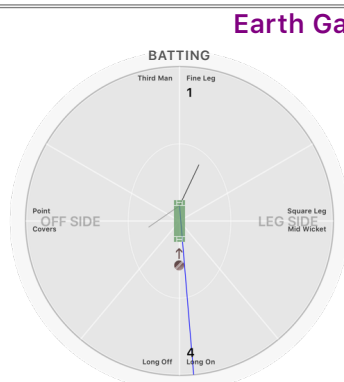 Earth Ga
BATTING
Third Man Fine Leg
1
Point Square Leg
OFF SIDE LEG SIDE
Covers Mid Wicket
4
Long Off Long On